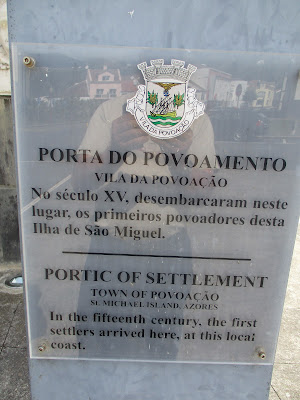 VILA DA POVOAÇÃO
PORTA DO POVOAMENTO
VILA DA POVOAÇÃO
No século XV, desembarcaram neste
lugar, os primeiros povoadores desta
Ilha de São Miguel.
PORTIC OF SETTLEMENT
TOWN OF POVOAÇÃO
St. MICHAEL ISLAND, AZORES
In the fifteenth century, the first
settlers arrived here, at this local
coast.